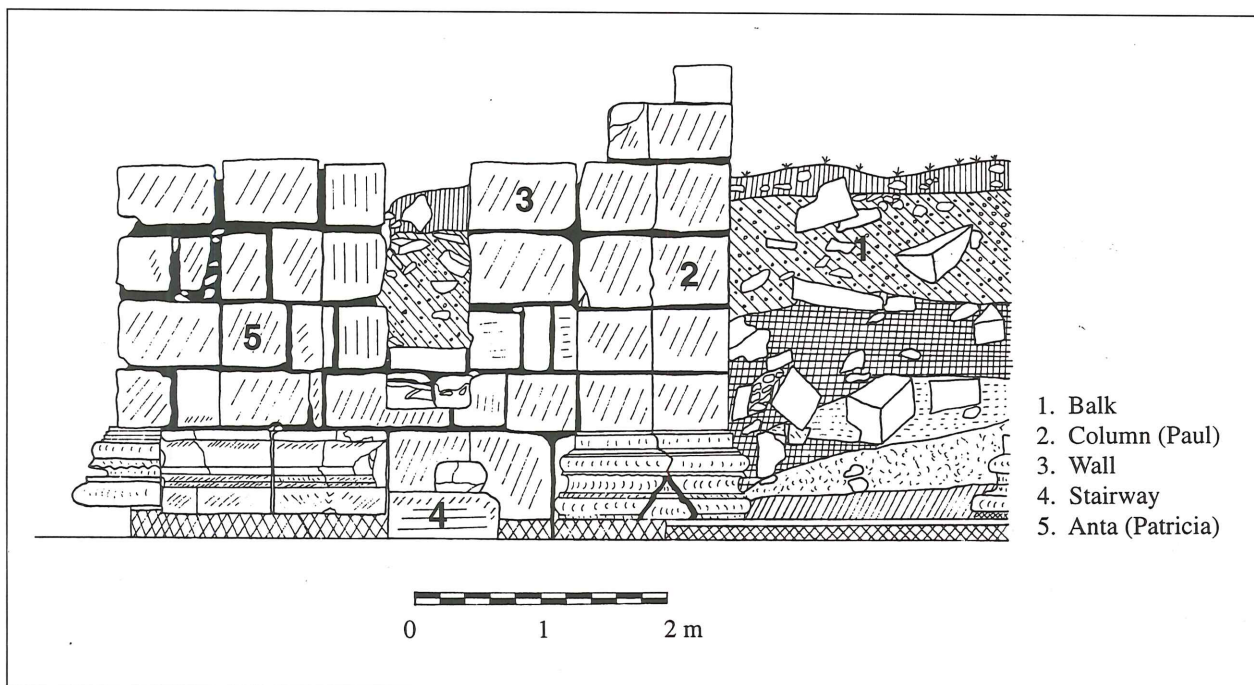 3
1
2
5
4
1. Balk
2. Column (Paul)
3. Wall
4. Stairway
5. Anta (Patricia)
0 1 2 m